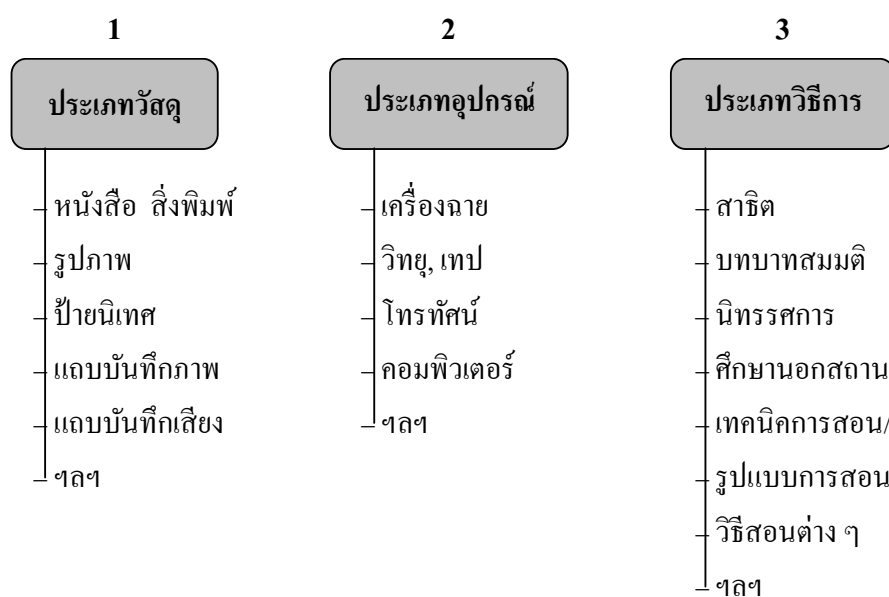 1
ประเภทวัสดุ
หนังสือ สิ่งพิมพ์
รูปภาพ
ป้ายนิเทศ
แถบบันทึกภาพ
แถบบันทึกเสียง
ฯลฯ
2
ประเภทอุปกรณ์
เครื่องฉาย
วิทยุ, เทป
โทรทัศน์
คอมพิวเตอร์
ฯลฯ
3
ประเภทวิธีการ
สาธิต
บทบาทสมมติ
นิทรรศการ
ศึกษานอกสถาน
เทคนิคการสอน/
รูปแบบการสอน
วิธีสอนต่าง ๆ
ฯลฯ